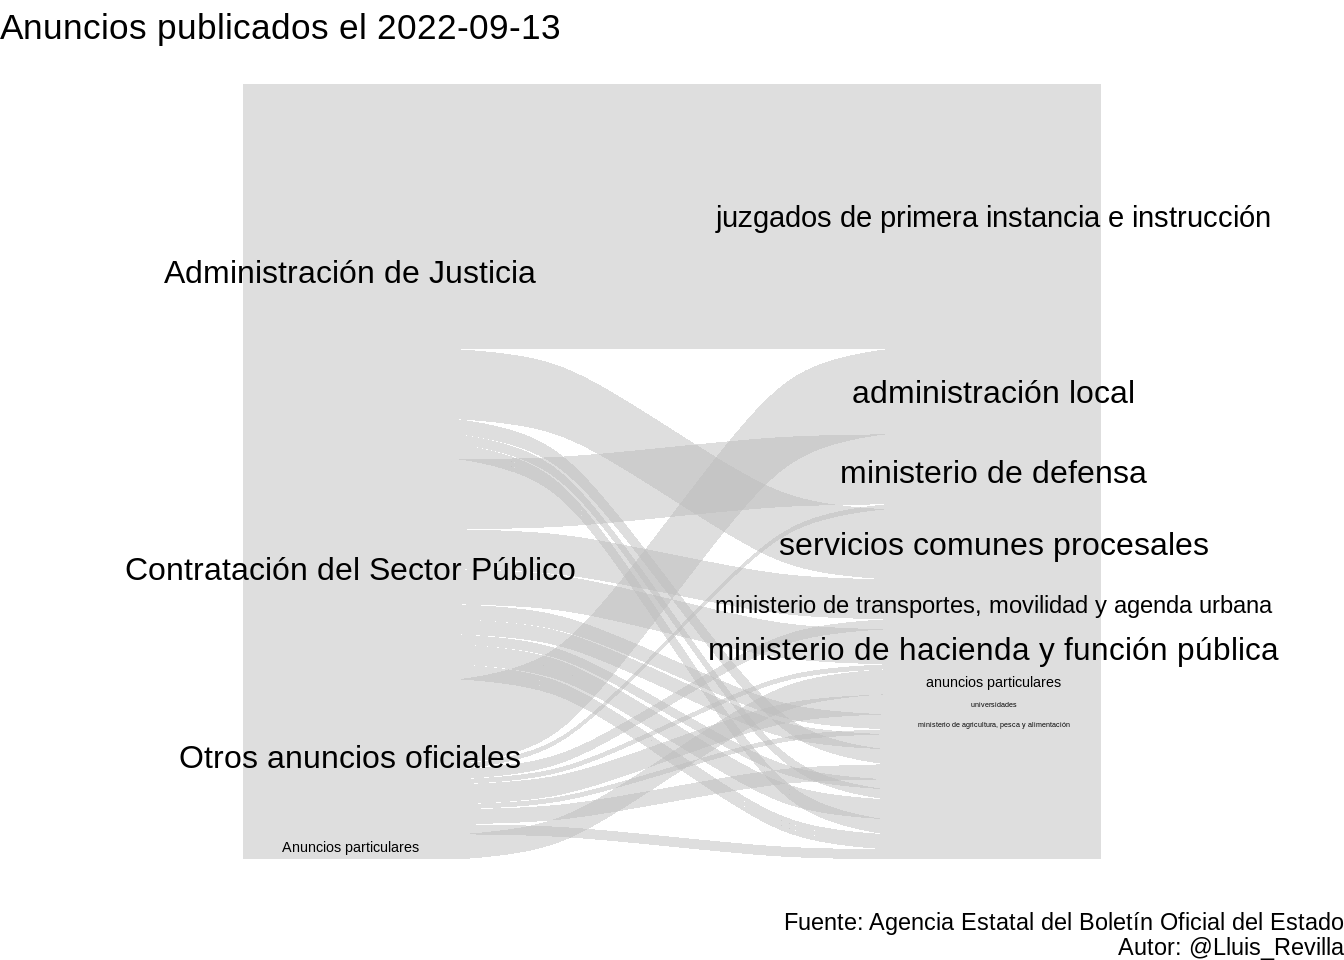 Anuncios publicados el 2022-09-13
juzgados de primera instancia e instrucción
Administración de Justicia
administración local
ministerio de defensa
servicios comunes procesales
Contratación del Sector Público
ministerio de transportes, movilidad y agenda urbana
ministerio de hacienda y función pública
anuncios particulares
universidades
ministerio de agricultura, pesca y alimentación
Otros anuncios oficiales
Anuncios particulares
Fuente: Agencia Estatal del Boletín Oficial del Estado
Autor: @Lluis_Revilla